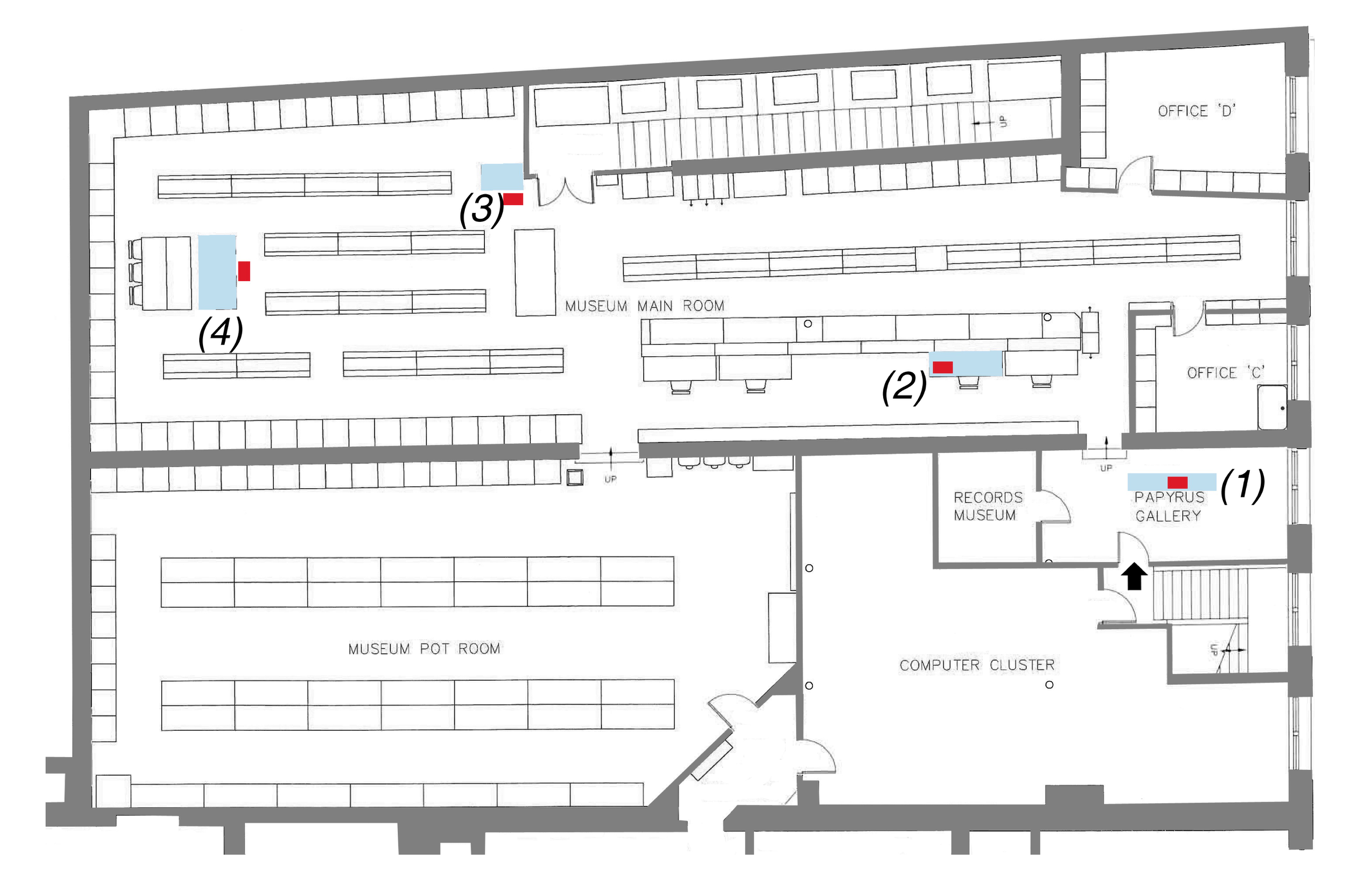 OFFICE 'D'
UP
(3)
MUSEUM MAIN ROOM
(4)
(2)
OFFICE 'C'
UP
UP
(1)
RECORDS
MUSEUM
PAPYRUS
GALLERY
MUSEUM POT ROOM
UP
COMPUTER CLUSTER